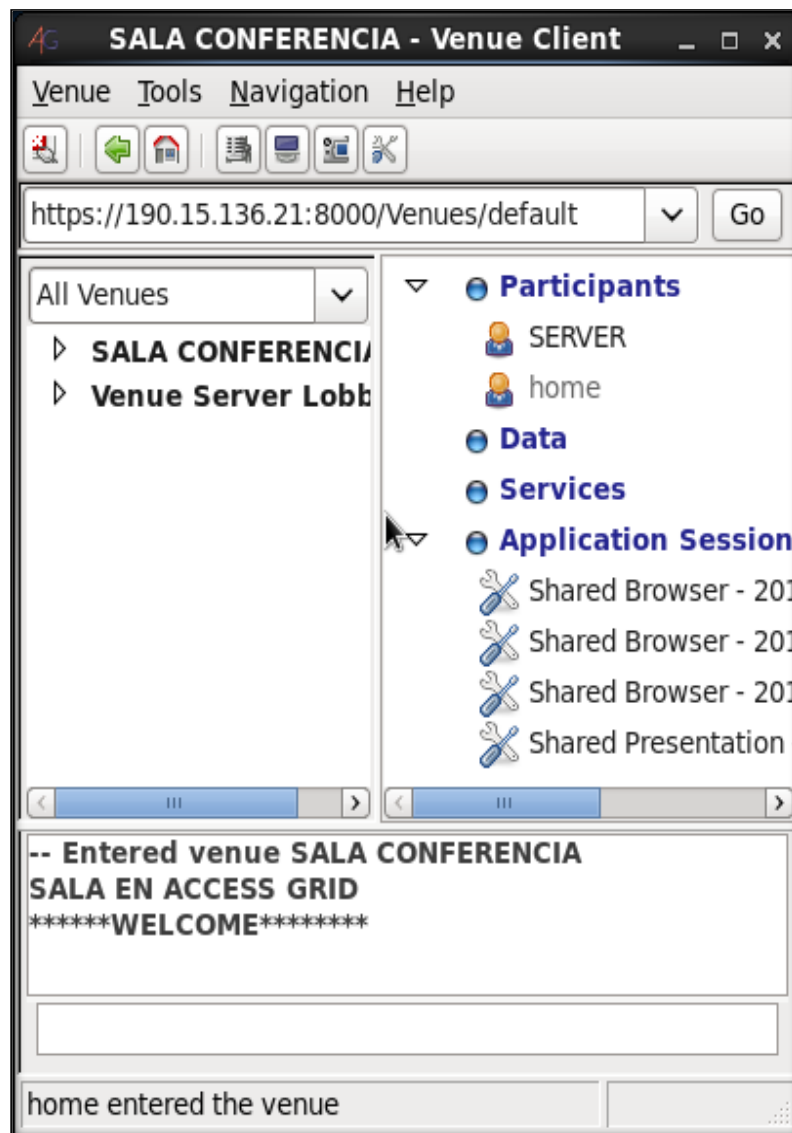 AG SALA CONFERENCIA - Venue Client
Venue Tools Navigation Help
https://190.15.136.21:8000/Venues/default Go
All Venues
SALA CONFERENCIA
Venue Server Lobb
Participants
SERVER
home
Data
Services
Application Session
Shared Browser - 201
Shared Browser - 201
Shared Browser - 201
Shared Presentation
-- Entered venue SALA CONFERENCIA
SALA EN ACCESS GRID
******WELCOME********
home entered the venue